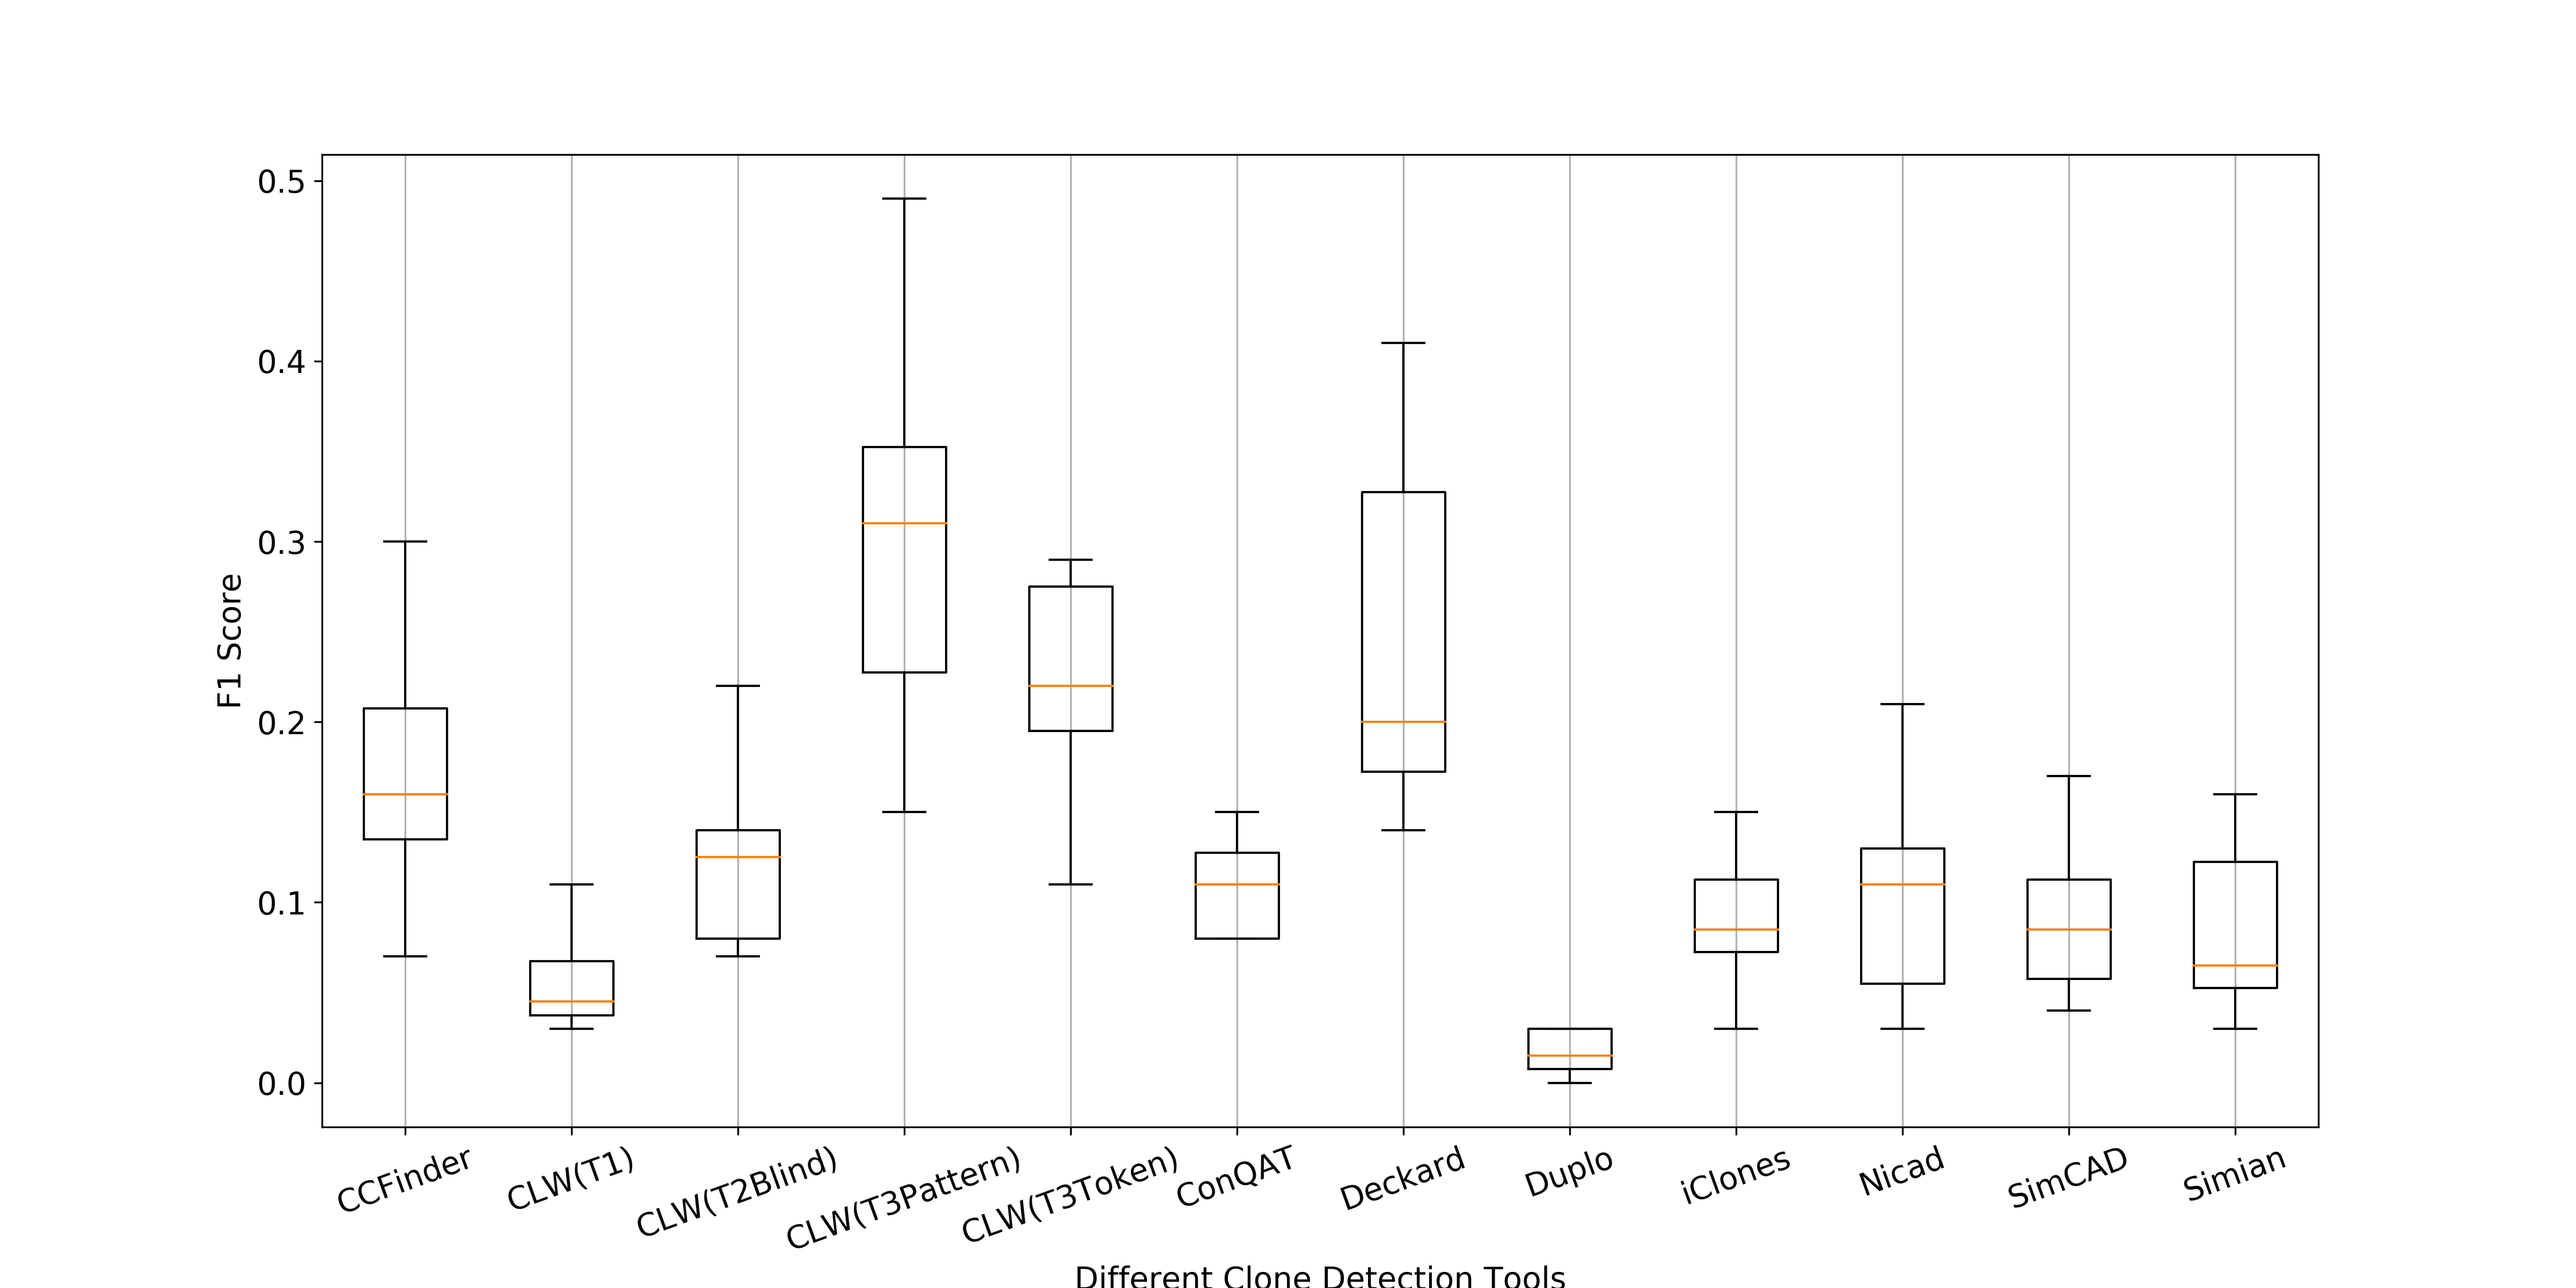 0.5
0.4
0.3
0.2
0.1
0.0
F1 Score
CCFinder
CLW(T1)
CLW(T2Blind)
CLW(T3Pattern)
CLW(T3Token)
ConQAT
Deckard
Duplo
iClones
Nicad
SimCAD
Simian
Different Clone Detection Tools